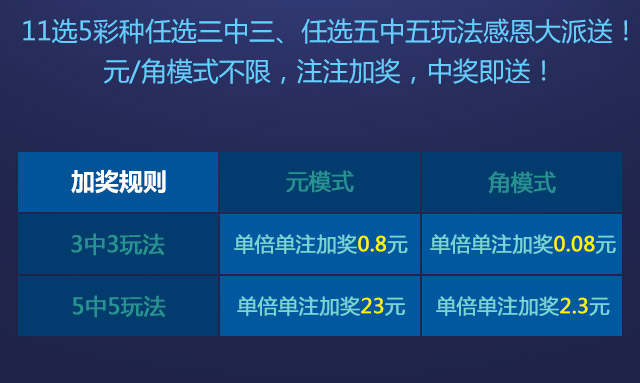 11选5彩种任选三中三、任选五中五玩法感恩大派送！
元/角模式不限，注注加奖，中奖即送！
加奖规则 元模式 角模式
3中3玩法 单倍单注加奖0.8元 单倍单注加奖0.08元
5中5玩法 单倍单注加奖23元 单倍单注加奖2.3元